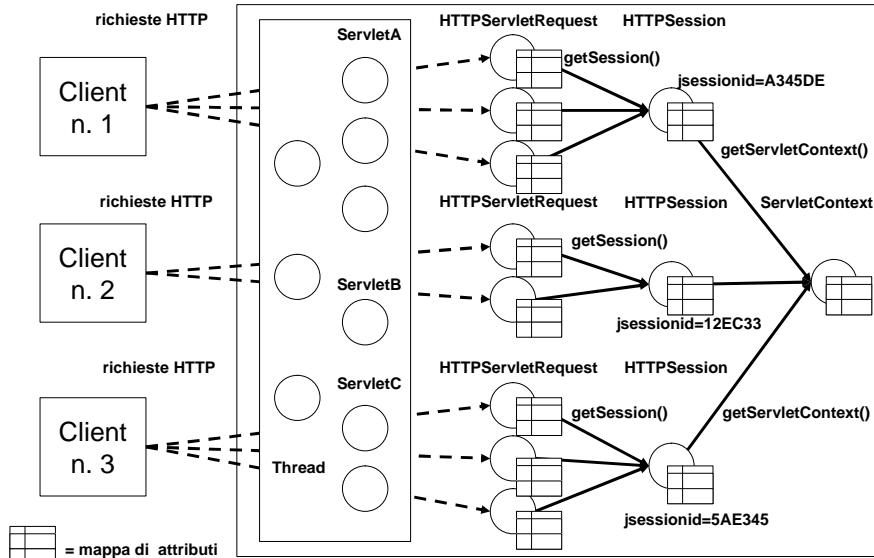 richieste HTTP
HTTPServletRequest
HTTPSession
ServletA
getSession()
Client
n. 1
jsessionid=A345DE
getServletContext()
richieste HTTP
HTTPServletRequest
HTTPSession
ServletContext
getSession()
Client
n. 2
ServletB
jsessionid=12EC33
richieste HTTP
HTTPServletRequest
HTTPSession
ServletC
getSession()
getServletContext()
Client
n. 3
Thread
jsessionid=5AE345
= mappa di attributi